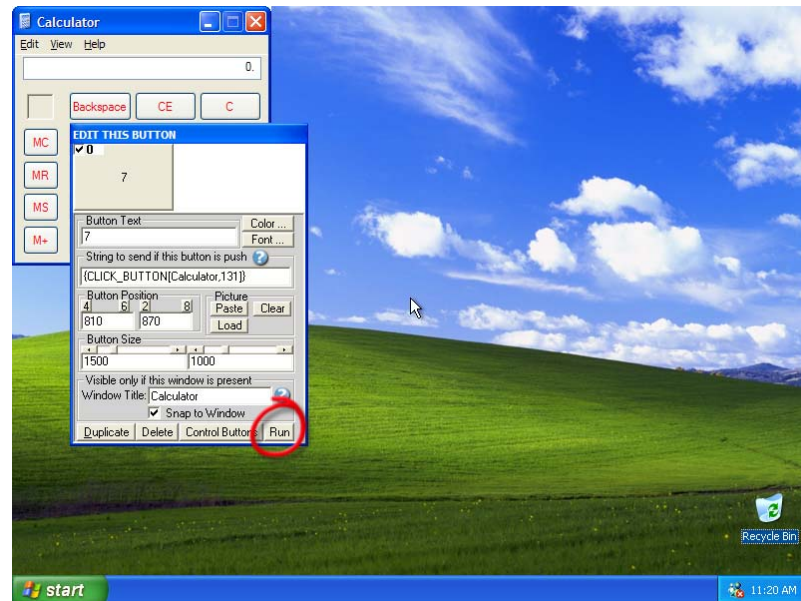 Calculator
Edit View Help
0.
Backspace CE C
MC
MR
MS
M+
EDIT THIS BUTTON
0
7
Button Text
7
Color ...
Font ...
String to send if this button is push
{CLICK_BUTTON[Calculator,131]}
Button Position
4 6 2 8
810 870
Picture
Paste Clear
Load
Button Size
1500 1000
Visible only if this window is present
Window Title: Calculator
Snap to Window
Duplicate Delete Control Buttons Run
Recycle Bin
start 11:20 AM